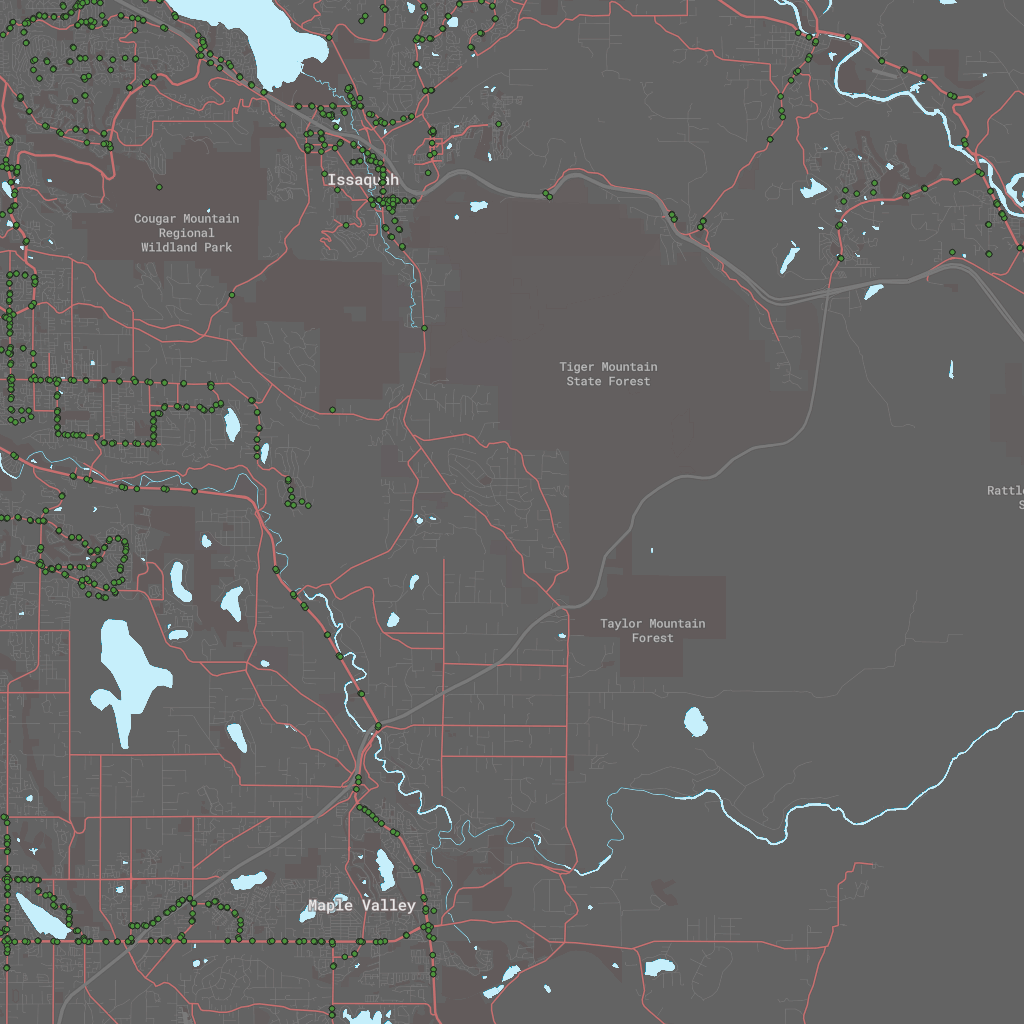 Issaquah
Cougar Mountain
Regional
Wildland Park
Tiger Mountain
State Forest
Taylor Mountain
Forest
Maple Valley